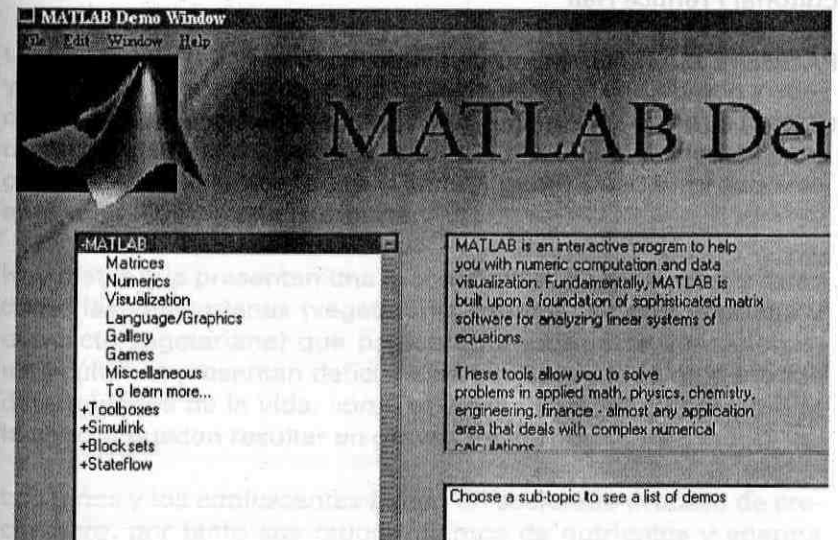 MATLAB Demo Window
File Edit Window Help
MATLAB Der
-MATLAB
Matrices
Numerics
Visualization
Language/Graphics
Gallery
Games
Miscellaneous
To learn more...
+Toolboxes
+Simulink
+Blocksets
+Stateflow
MATLAB is an interactive program to help
you with numeric computation and data
visualization. Fundamentally, MATLAB is
built upon a foundation of sophisticated matrix
software for analyzing linear systems of
equations.
These tools allow you to solve
problems in applied math, physics, chemistry,
engineering, finance - almost any application
area that deals with complex numerical
calculations
Choose a sub-topic to see a list of demos